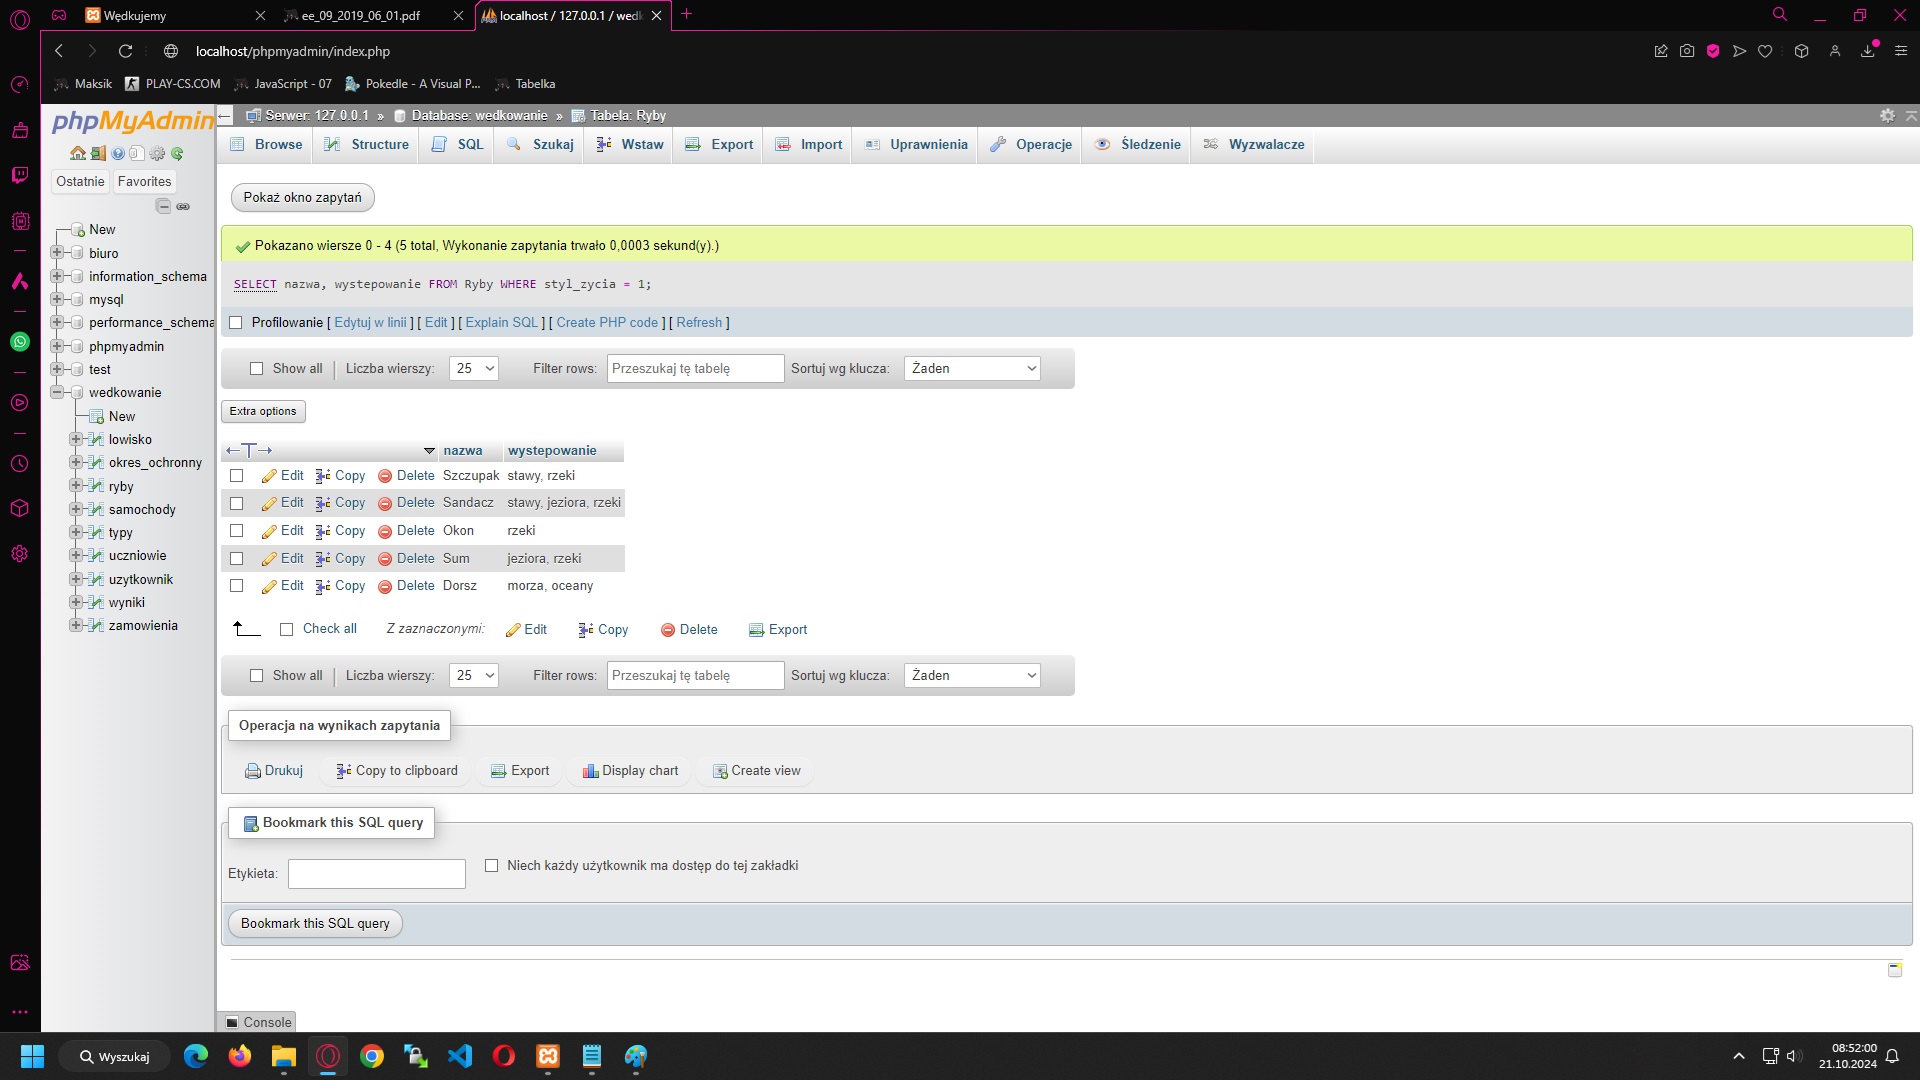 Wędkujemy
ee_09_2019_06_01.pdf
localhost / 127.0.0.1 / wedk
localhost/phpmyadmin/index.php
Maksik
PLAY-CS.COM
JavaScript - 07
Pokedle - A Visual P...
Tabelka
phpMyAdmin
Serwer: 127.0.0.1 » Database: wedkowanie » Tabela: Ryby
Browse
Structure
SQL
Szukaj
Wstaw
Export
Import
Uprawnienia
Operacje
Śledzenie
Wyzwalacze
Ostatnie
Favorites
New
biuro
information_schema
mysql
performance_schema
phpmyadmin
test
wedkowanie
New
lowisko
okres_ochronny
ryby
samochody
typy
uczniowie
uzytkownik
wyniki
zamowienia
Pokaż okno zapytań
Pokazano wiersze 0 - 4 (5 total, Wykonanie zapytania trwało 0,0003 sekund(y).)
SELECT nazwa, wystepowanie FROM Ryby WHERE styl_zycia = 1;
Profilowanie [ Edytuj w linii ] [ Edit ] [ Explain SQL ] [ Create PHP code ] [ Refresh ]
Show all | Liczba wierszy: 25 Filter rows: Przeszukaj tę tabelę Sortuj wg klucza: Żaden
Extra options
nazwa wystepowanie
Edit Copy Delete Szczupak stawy, rzeki
Edit Copy Delete Sandacz stawy, jeziora, rzeki
Edit Copy Delete Okon rzeki
Edit Copy Delete Sum jeziora, rzeki
Edit Copy Delete Dorsz morza, oceany
Check all Z zaznaczonymi: Edit Copy Delete Export
Show all | Liczba wierszy: 25 Filter rows: Przeszukaj tę tabelę Sortuj wg klucza: Żaden
Operacja na wynikach zapytania
Drukuj Copy to clipboard Export Display chart Create view
Bookmark this SQL query
Etykieta:
Niech każdy użytkownik ma dostęp do tej zakładki
Bookmark this SQL query
Console
Wyszukaj
08:52:00
21.10.2024